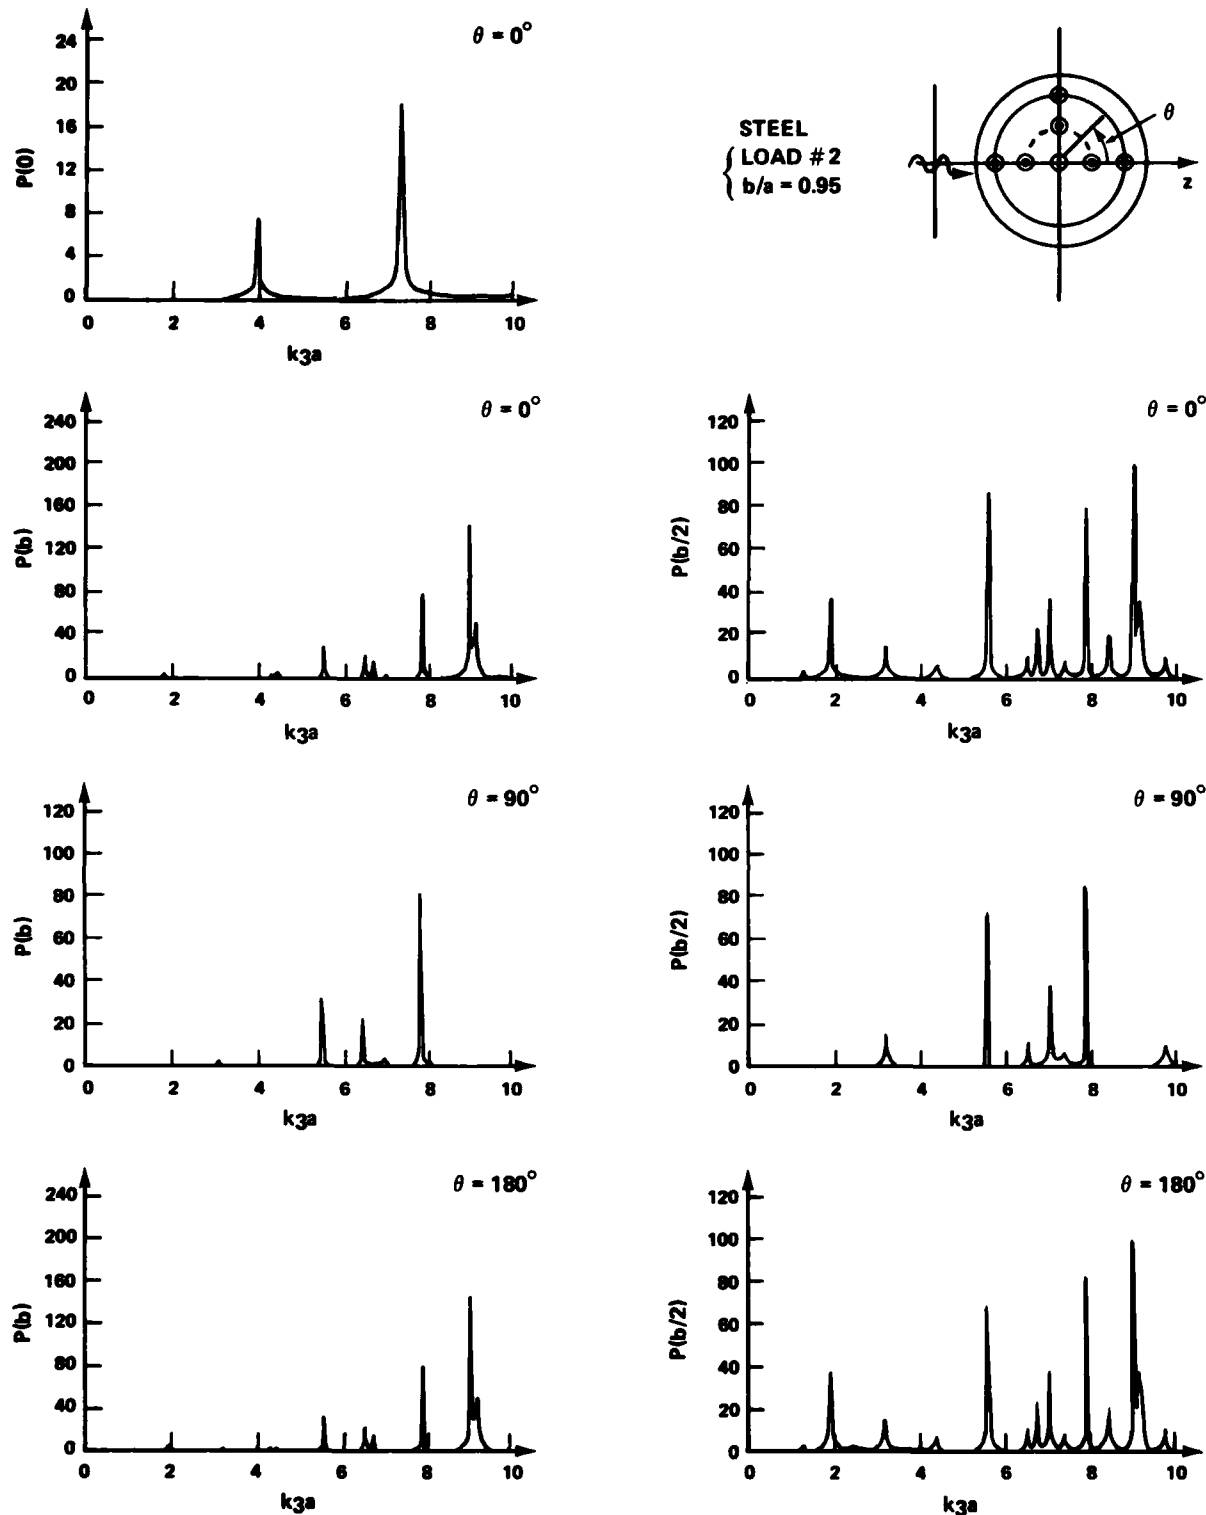 θ = 0°
24
20
16
12
8
4
0
P(0)
0 2 4 6 8 10
k3a
STEEL
{ LOAD #2
b/a = 0.95
θ
z
θ = 0°
240
200
160
120
80
40
0
P(b)
0 2 4 6 8 10
k3a
θ = 0°
120
100
80
60
40
20
0
P(b/2)
0 2 4 6 8 10
k3a
θ = 90°
120
100
80
60
40
20
0
P(b)
0 2 4 6 8 10
k3a
θ = 90°
120
100
80
60
40
20
0
P(b/2)
0 2 4 6 8 10
k3a
θ = 180°
240
200
160
120
80
40
0
P(b)
0 2 4 6 8 10
k3a
θ = 180°
120
100
80
60
40
20
0
P(b/2)
0 2 4 6 8 10
k3a